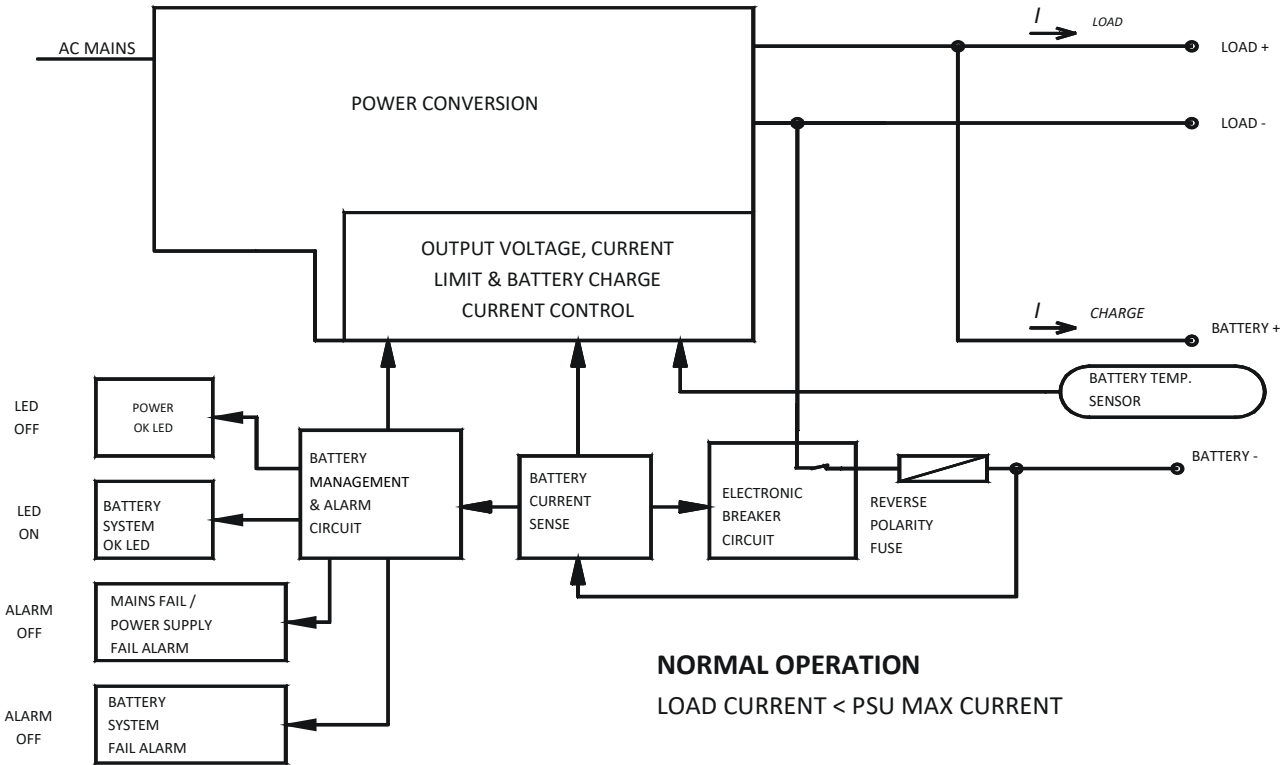 I LOAD
AC MAINS
LOAD +
POWER CONVERSION
LOAD -
OUTPUT VOLTAGE, CURRENT
LIMIT & BATTERY CHARGE
CURRENT CONTROL
I CHARGE
BATTERY +
BATTERY TEMP.
SENSOR
LED
OFF
POWER
OK LED
BATTERY
MANAGEMENT
& ALARM
CIRCUIT
BATTERY
CURRENT
SENSE
ELECTRONIC
BREAKER
CIRCUIT
REVERSE
POLARITY
FUSE
BATTERY -
LED
ON
BATTERY
SYSTEM
OK LED
ALARM
OFF
MAINS FAIL /
POWER SUPPLY
FAIL ALARM
NORMAL OPERATION
LOAD CURRENT < PSU MAX CURRENT
ALARM
OFF
BATTERY
SYSTEM
FAIL ALARM